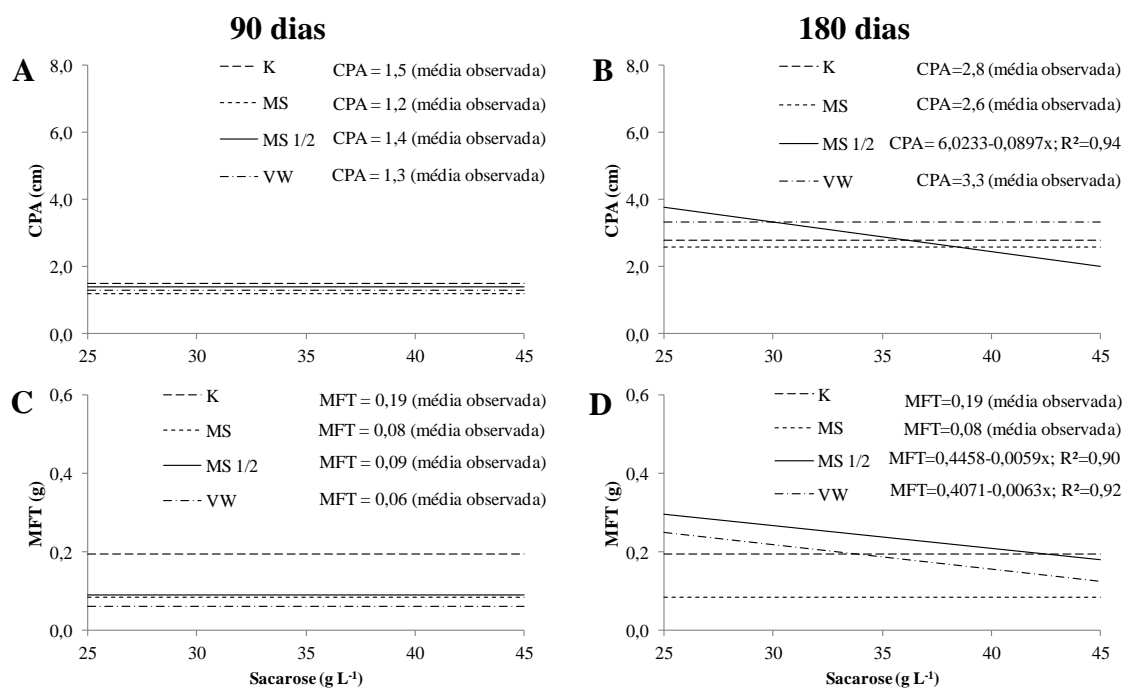 90 dias
180 dias
A
8,0
6,0
4,0
2,0
0,0
CPA (cm)
K CPA = 1,5 (média observada)
MS CPA = 1,2 (média observada)
MS 1/2 CPA = 1,4 (média observada)
VW CPA = 1,3 (média observada)
25 30 35 40 45
B
8,0
6,0
4,0
2,0
0,0
CPA (cm)
K CPA=2,8 (média observada)
MS CPA=2,6 (média observada)
MS 1/2 CPA= 6,0233-0,0897x; R²=0,94
VW CPA=3,3 (média observada)
25 30 35 40 45
C
0,6
0,4
0,2
0,0
MFT (g)
K MFT = 0,19 (média observada)
MS MFT = 0,08 (média observada)
MS 1/2 MFT = 0,09 (média observada)
VW MFT = 0,06 (média observada)
25 30 35 40 45
Sacarose (g L⁻¹)
D
0,6
0,4
0,2
0,0
MFT (g)
K MFT=0,19 (média observada)
MS MFT=0,08 (média observada)
MS 1/2 MFT=0,4458-0,0059x; R²=0,90
VW MFT=0,4071-0,0063x; R²=0,92
25 30 35 40 45
Sacarose (g L⁻¹)